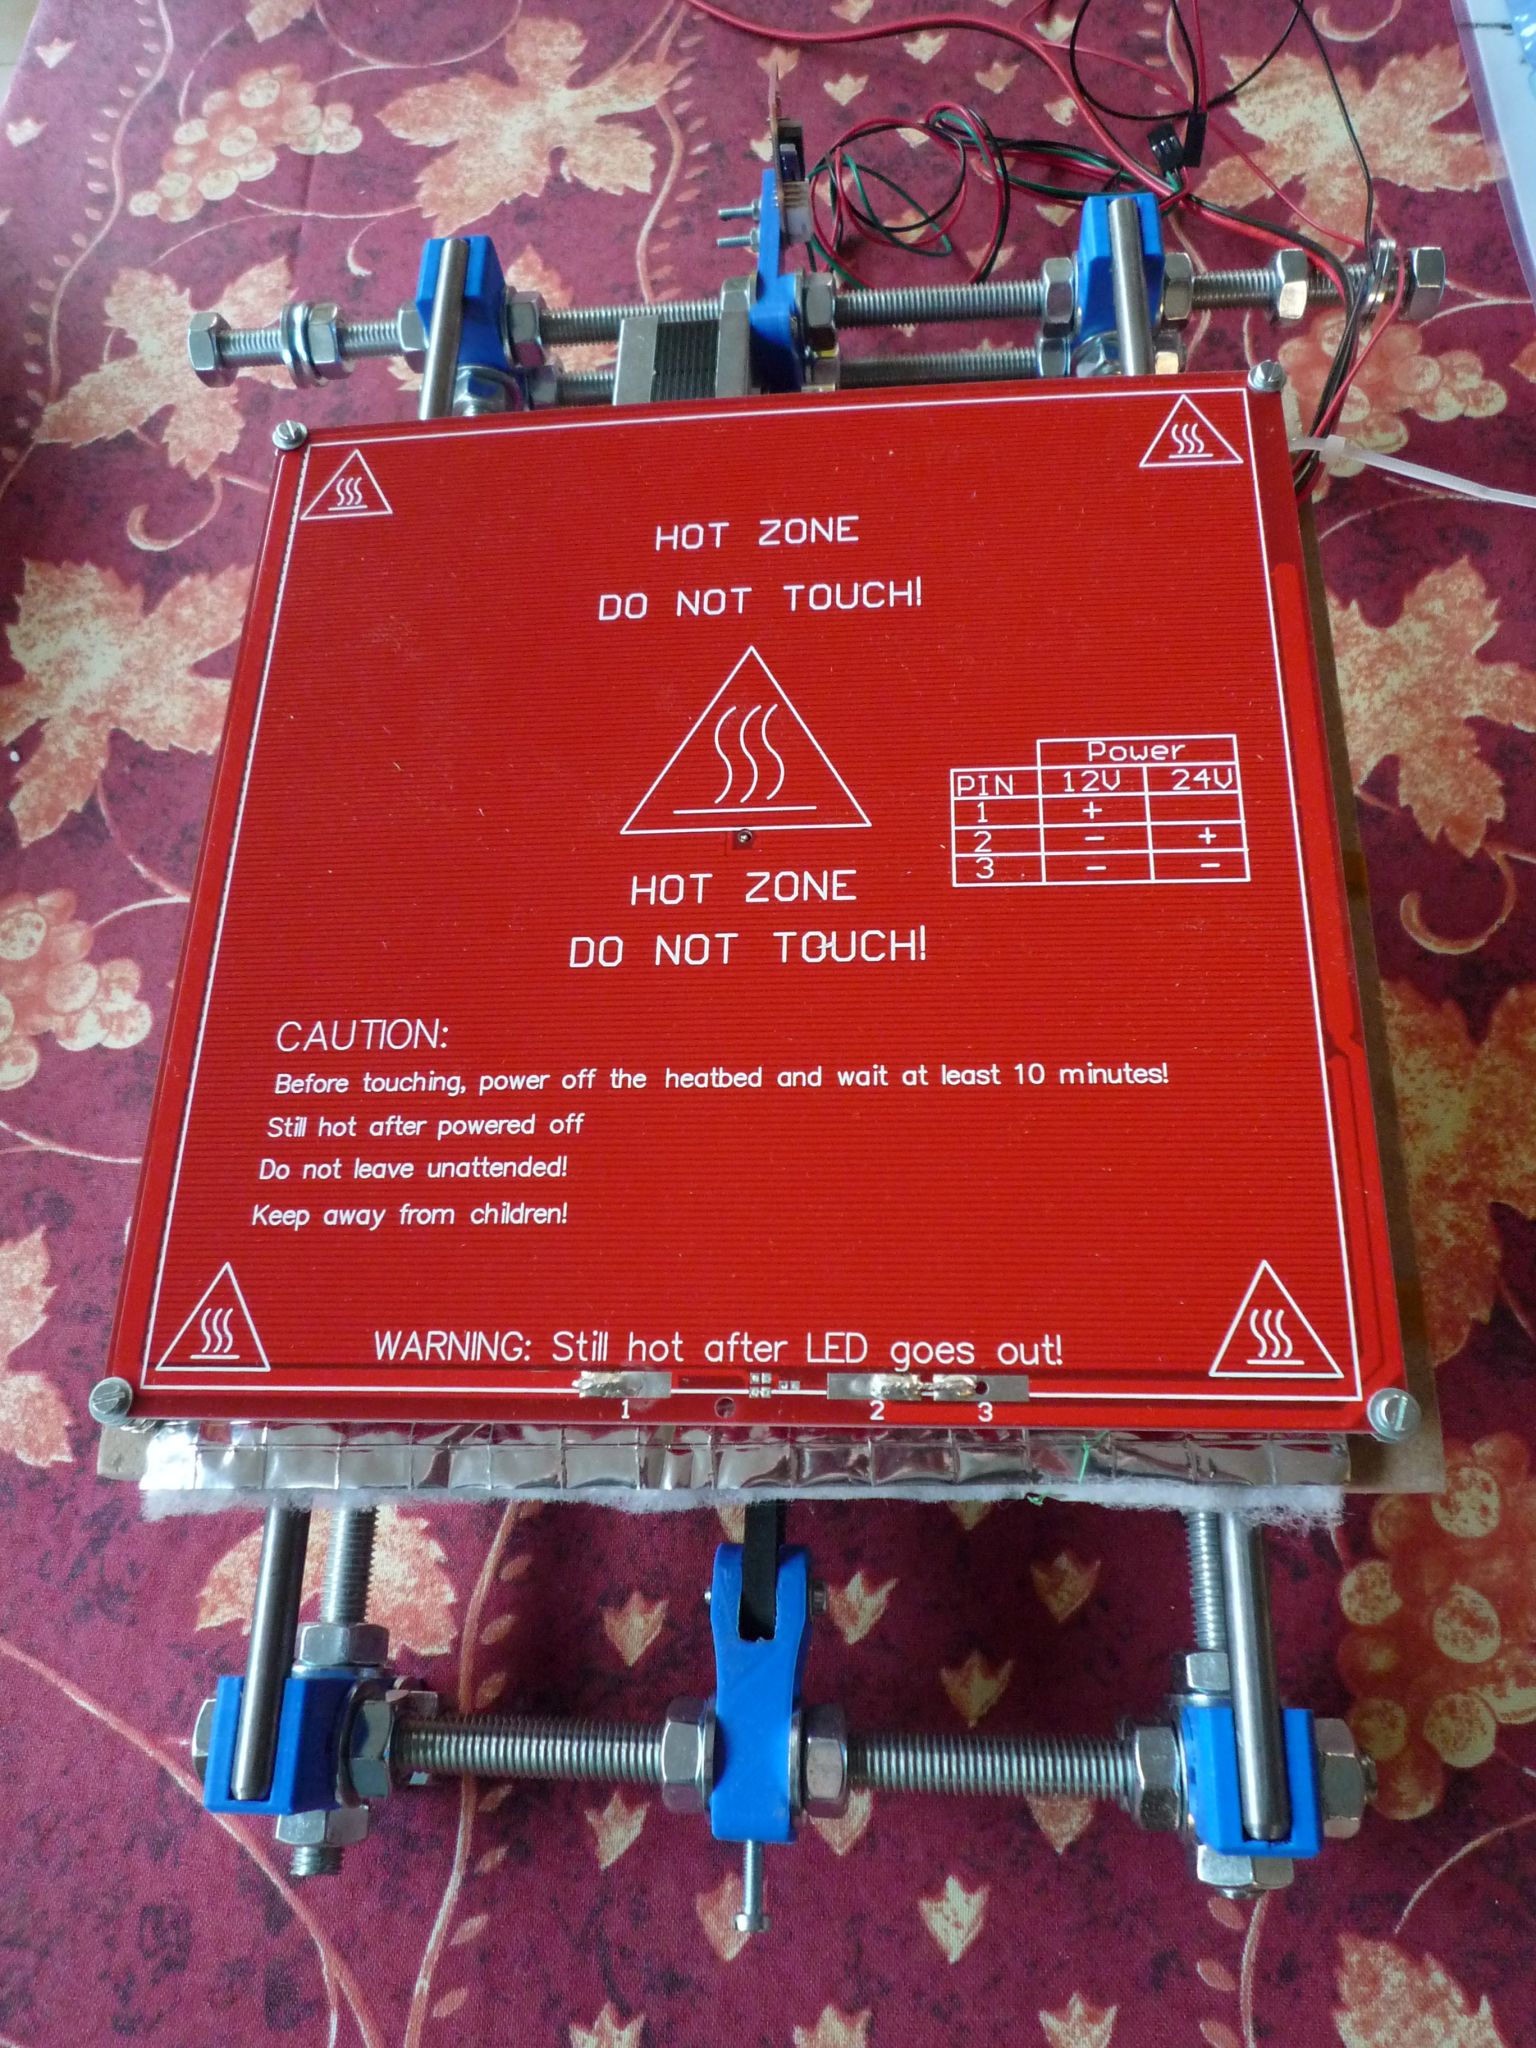 HOT ZONE
DO NOT TOUCH!
Power
PIN 12V 24V
1 +
2 - +
3 - -
HOT ZONE
DO NOT TOUCH!
CAUTION:
Before touching, power off the heatbed and wait at least 10 minutes!
Still hot after powered off
Do not leave unattended!
Keep away from children!
WARNING: Still hot after LED goes out!
1 2 3